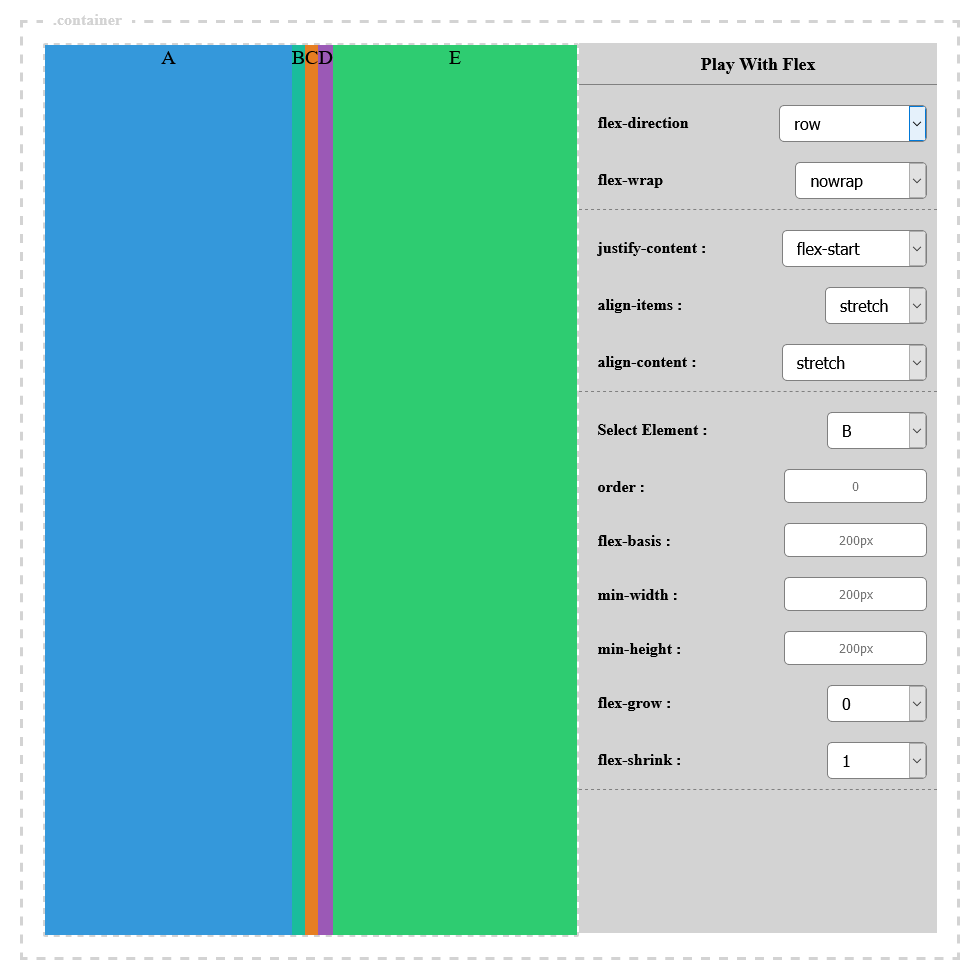 .container
A B C D E
Play With Flex
flex-direction row
flex-wrap nowrap
justify-content : flex-start
align-items : stretch
align-content : stretch
Select Element : B
order : 0
flex-basis : 200px
min-width : 200px
min-height : 200px
flex-grow : 0
flex-shrink : 1